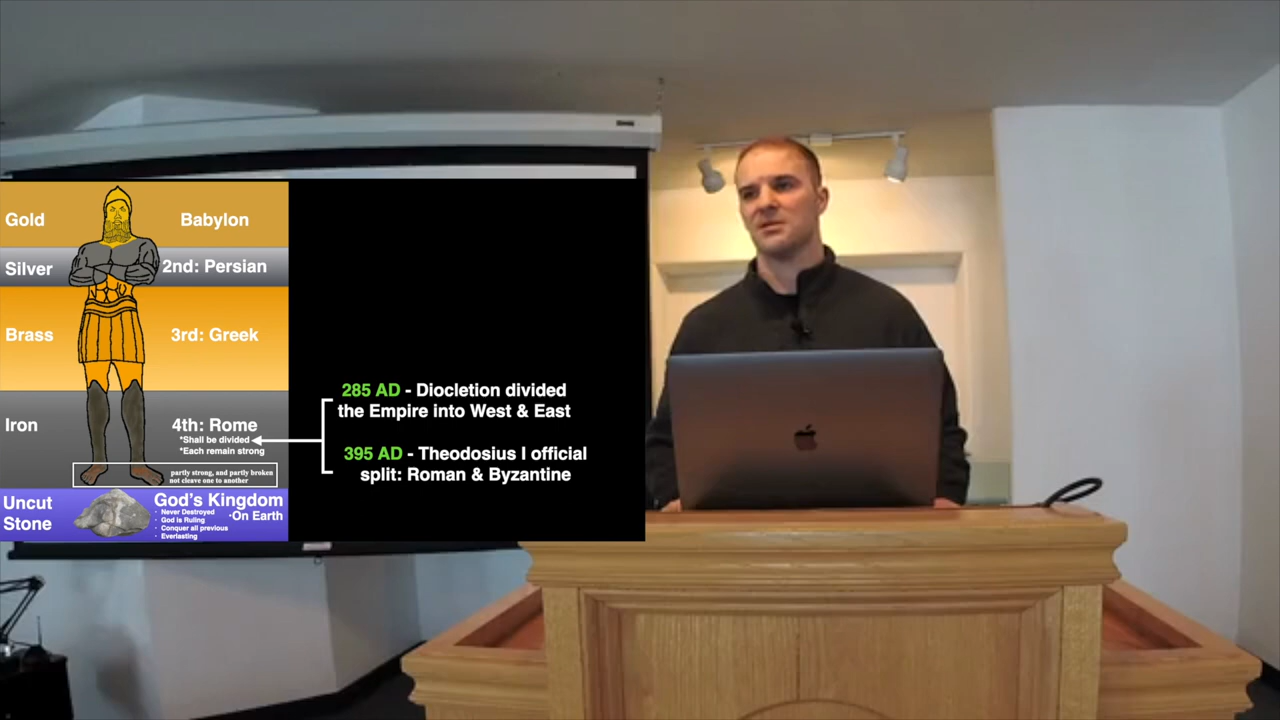 Gold
Babylon
Silver
2nd: Persian
Brass
3rd: Greek
Iron
4th: Rome
*Shall be divided
*Each remain strong
partly strong, and partly broken
not cleave one to another
Uncut
Stone
God's Kingdom
·On Earth
· Never Destroyed
· God is Ruling
· Conquer all previous
· Everlasting
285 AD - Diocletion divided
the Empire into West & East
395 AD - Theodosius I official
split: Roman & Byzantine